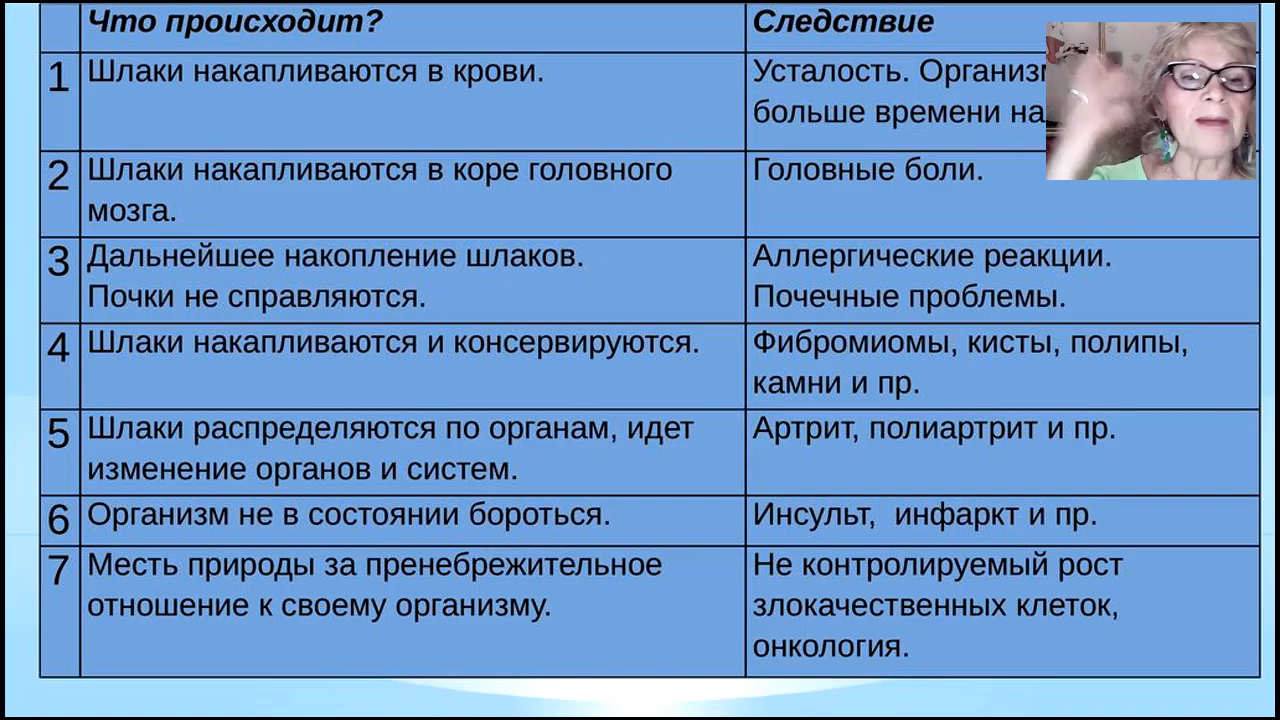 Что происходит? Следствие
1 Шлаки накапливаются в крови. Усталость.
больше времени на
2 Шлаки накапливаются в коре головного Головные боли.
мозга.
3 Дальнейшее накопление шлаков. Аллергические реакции.
Почки не справляются. Почечные проблемы.
4 Шлаки накапливаются и консервируются. Фибромиомы, кисты, полипы,
камни и пр.
5 Шлаки распределяются по органам, идет Артрит, полиартрит и пр.
изменение органов и систем.
6 Организм не в состоянии бороться. Инсульт, инфаркт и пр.
7 Месть природы за пренебрежительное Не контролируемый рост
отношение к своему организму. злокачественных клеток,
онкология.